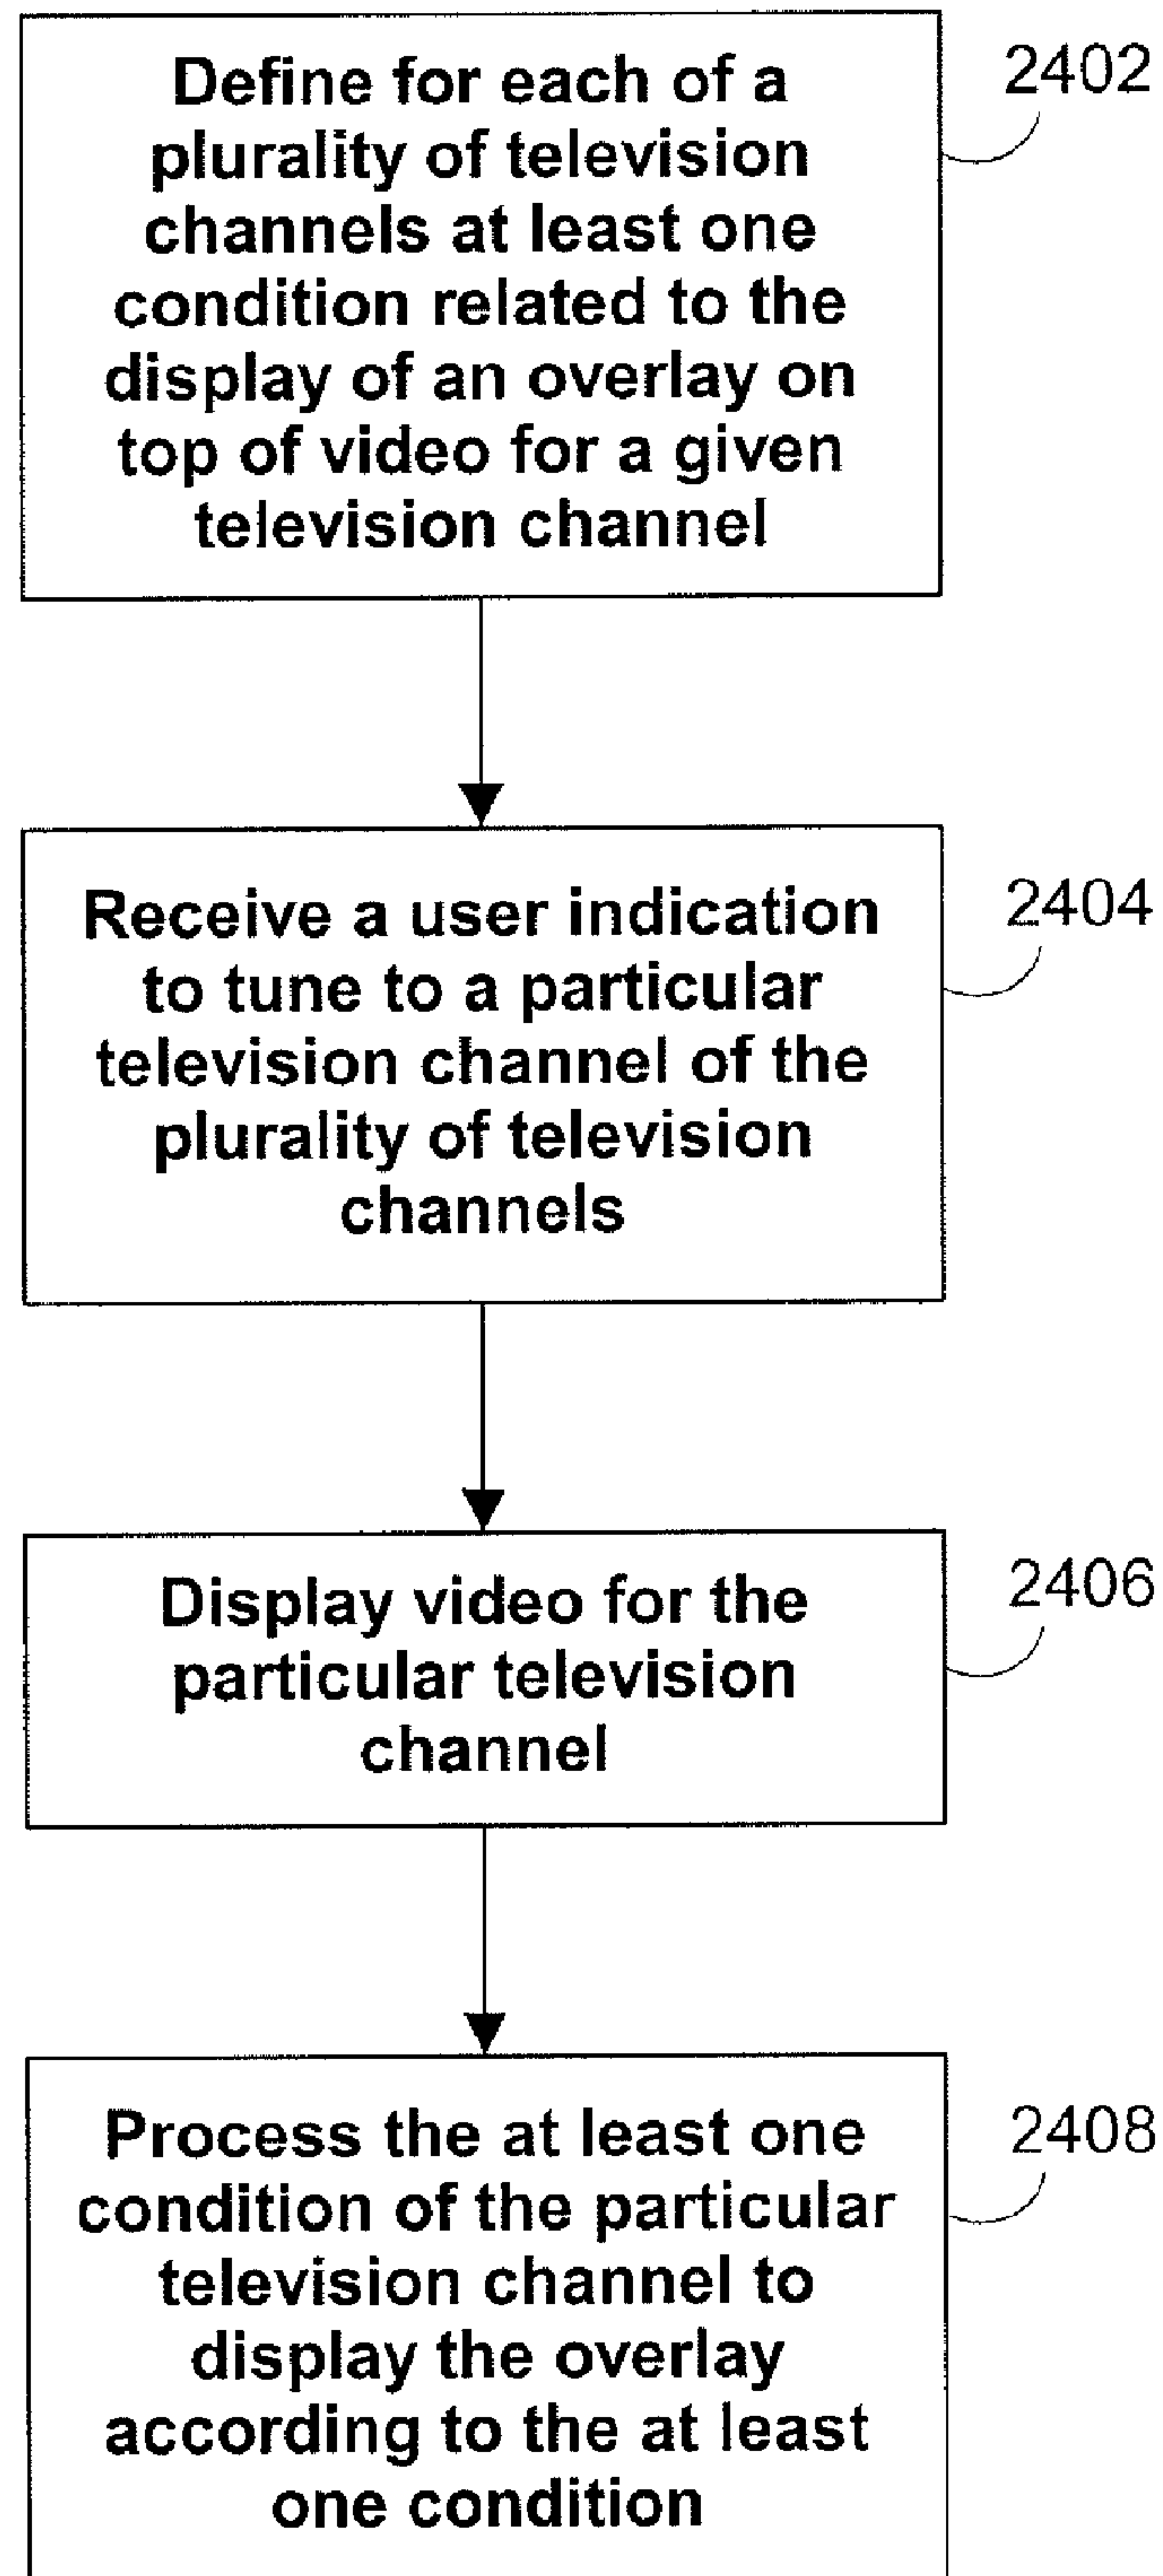 Define for each of a
plurality of television
channels at least one
condition related to the
display of an overlay on
top of video for a given
television channel
2402
Receive a user indication
to tune to a particular
television channel of the
plurality of television
channels
2404
Display video for the
particular television
channel
2406
Process the at least one
condition of the particular
television channel to
display the overlay
according to the at least
one condition
2408